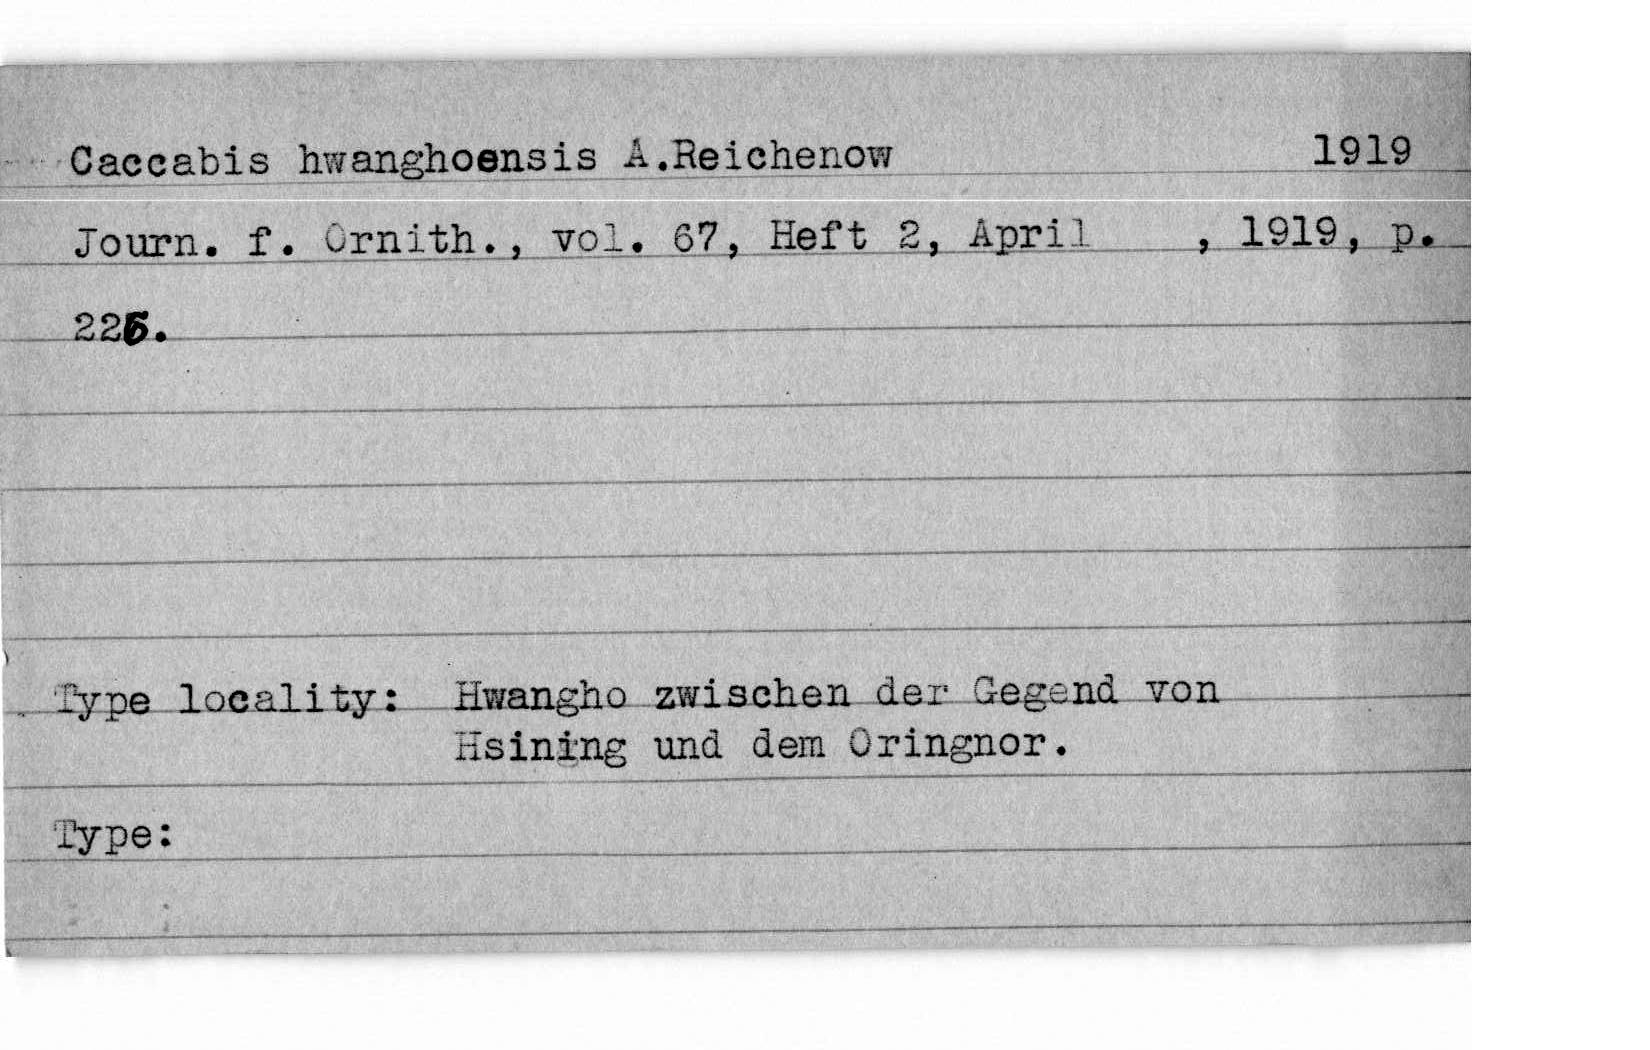 Caccabis hwanghoensis A.Reichenow 1919
Journ. f. Ornith., vol. 67, Heft 2, April , 1919, p.
225.
Type locality: Hwangho zwischen der Gegend von
Hsining und dem Oringnor.
Type: